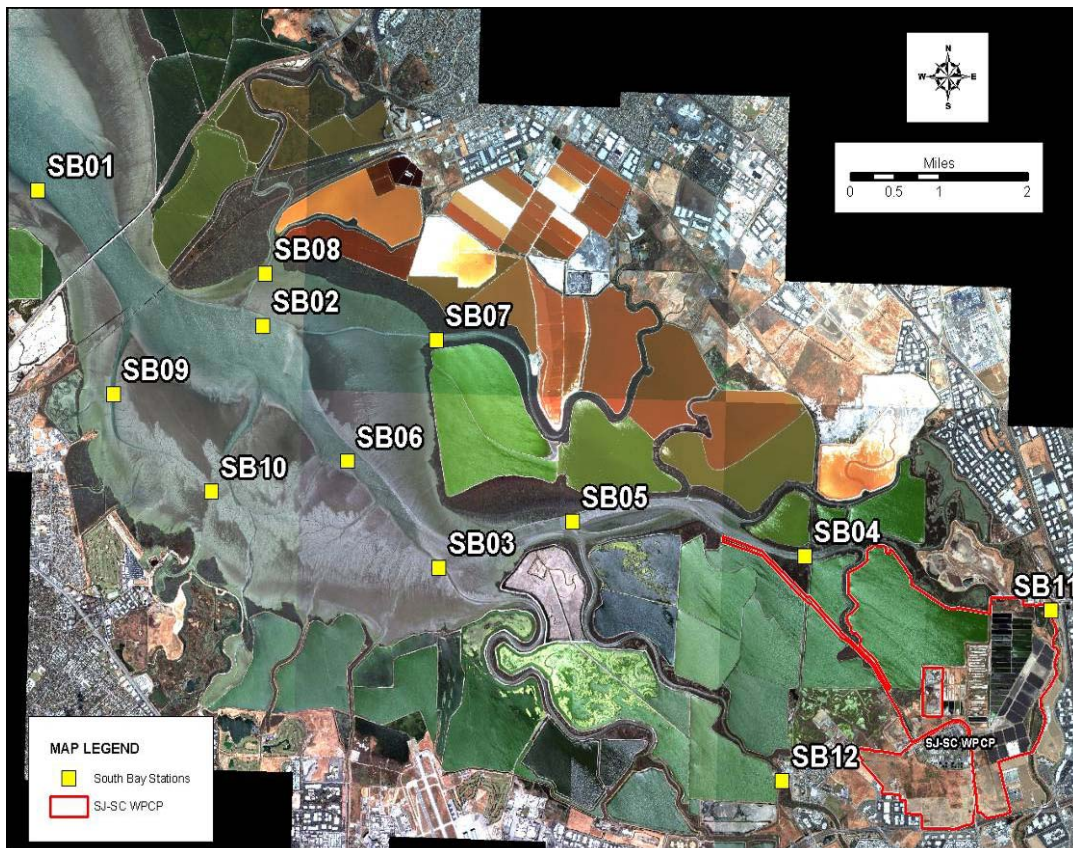 N
W E
S
Miles
0 0.5 1 2
SB01
SB08
SB02
SB07
SB09
SB06
SB10
SB05
SB03
SB04
SB11
SB12
SJ-SC WPCP
MAP LEGEND
South Bay Stations
SJ-SC WPCP